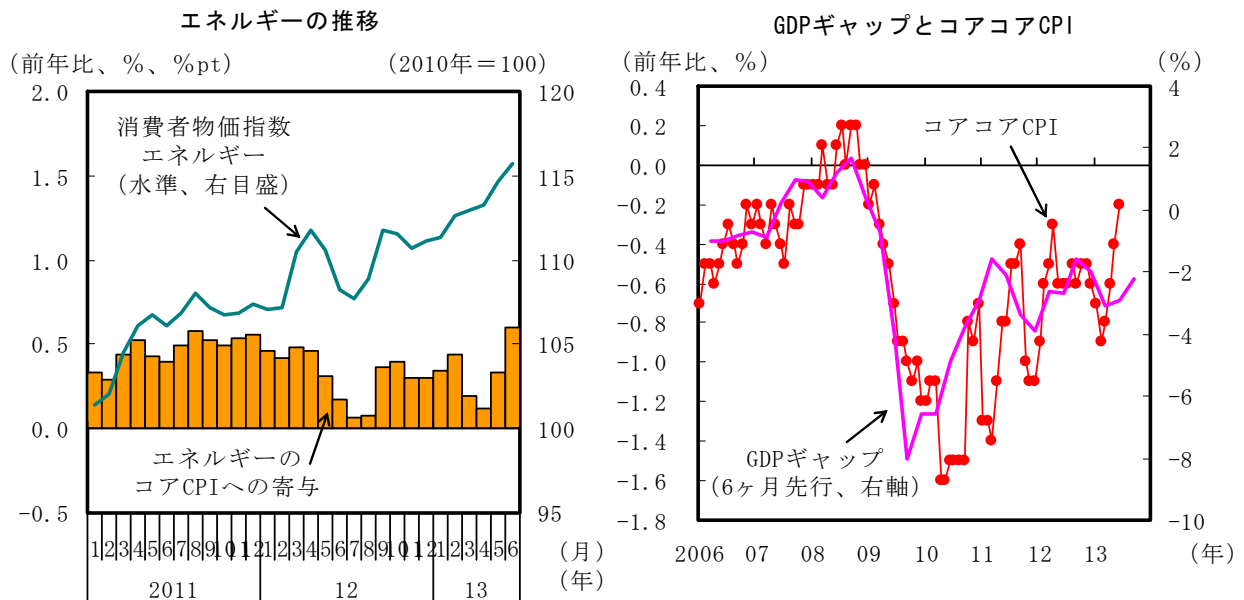 エネルギーの推移
(前年比、%、%pt)
(2010年＝100)
2.0
1.5
1.0
0.5
0.0
-0.5
120
115
110
105
100
95
消費者物価指数
エネルギー
(水準、右目盛)
エネルギーの
コアCPIへの寄与
1 2 3 4 5 6 7 8 9 10 11 12 1 2 3 4 5 6 7 8 9 10 11 12 1 2 3 4 5 6
(月)
2011 12 13
(年)
GDPギャップとコアコアCPI
(前年比、%)
(%)
0.4
0.2
0.0
-0.2
-0.4
-0.6
-0.8
-1.0
-1.2
-1.4
-1.6
-1.8
4
2
0
-2
-4
-6
-8
-10
コアコアCPI
GDPギャップ
(6ヶ月先行、右軸)
2006 07 08 09 10 11 12 13
(年)